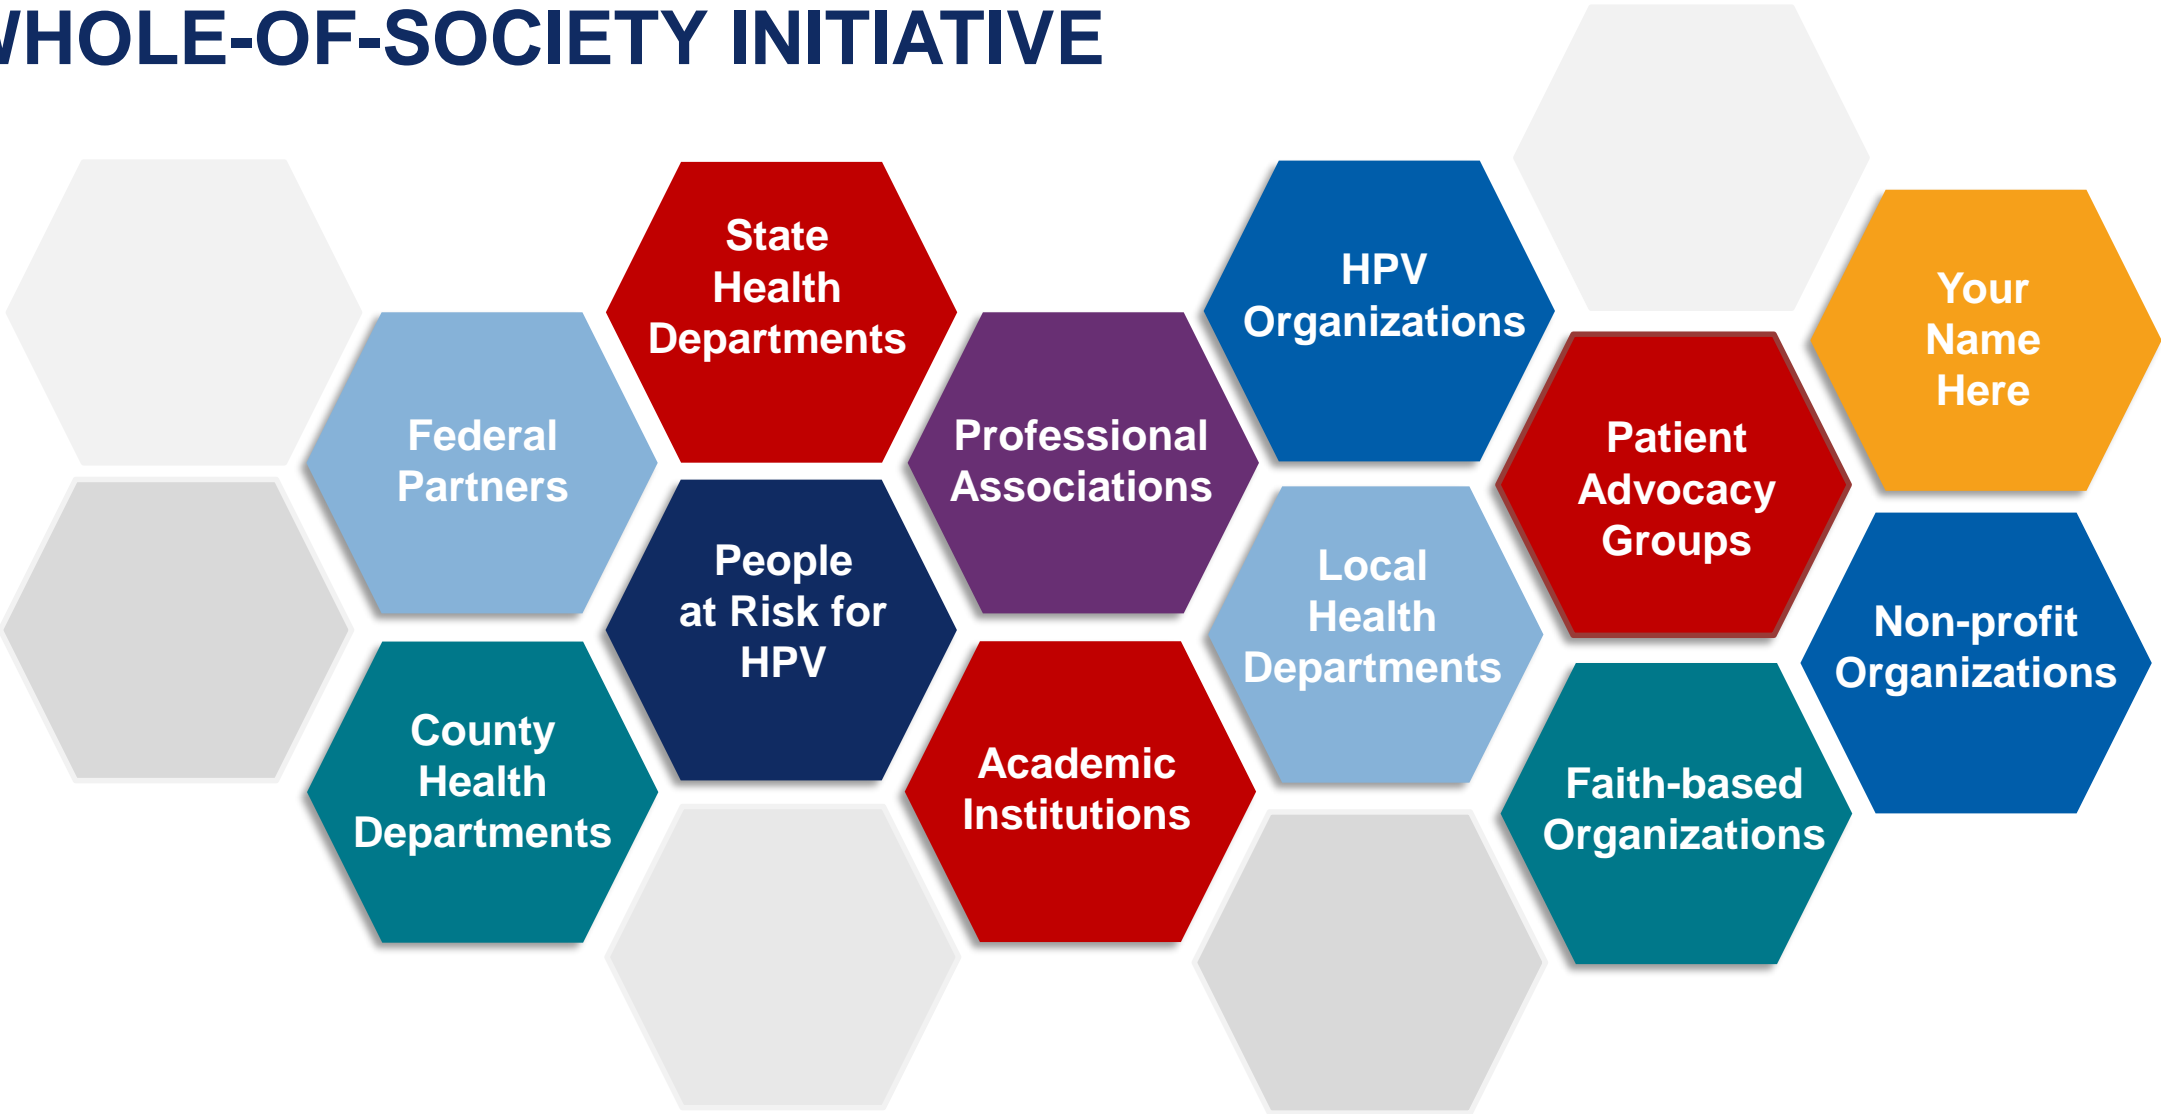 WHOLE-OF-SOCIETY INITIATIVE
State
Health
Departments
HPV
Organizations
Your
Name
Here
Federal
Partners
Professional
Associations
Patient
Advocacy
Groups
People
at Risk for
HPV
Local
Health
Departments
Non-profit
Organizations
County
Health
Departments
Academic
Institutions
Faith-based
Organizations